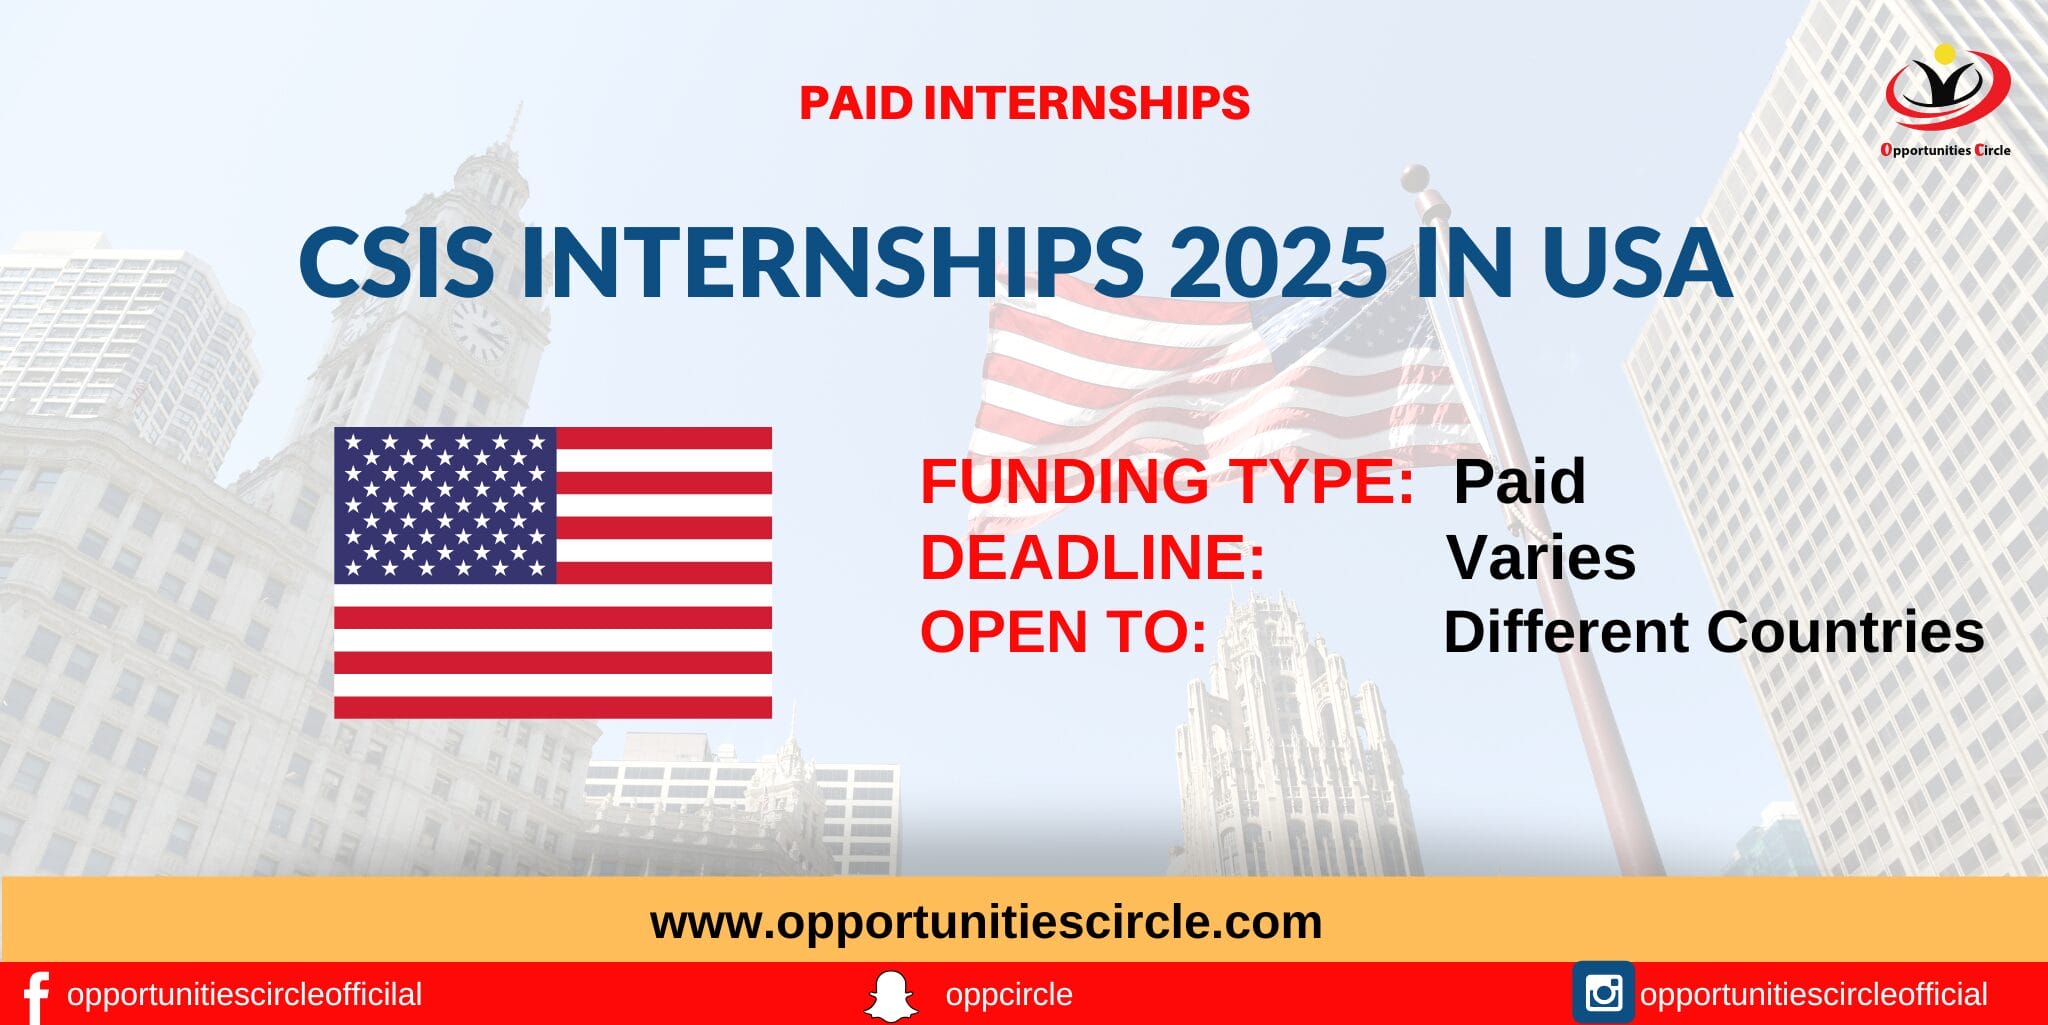 PAID INTERNSHIPS
Opportunities Circle
CSIS INTERNSHIPS 2025 IN USA
FUNDING TYPE: Paid
DEADLINE: Varies
OPEN TO: Different Countries
www.opportunitiescircle.com
opportunitiescircleofficilal
oppcircle
opportunitiescircleofficial